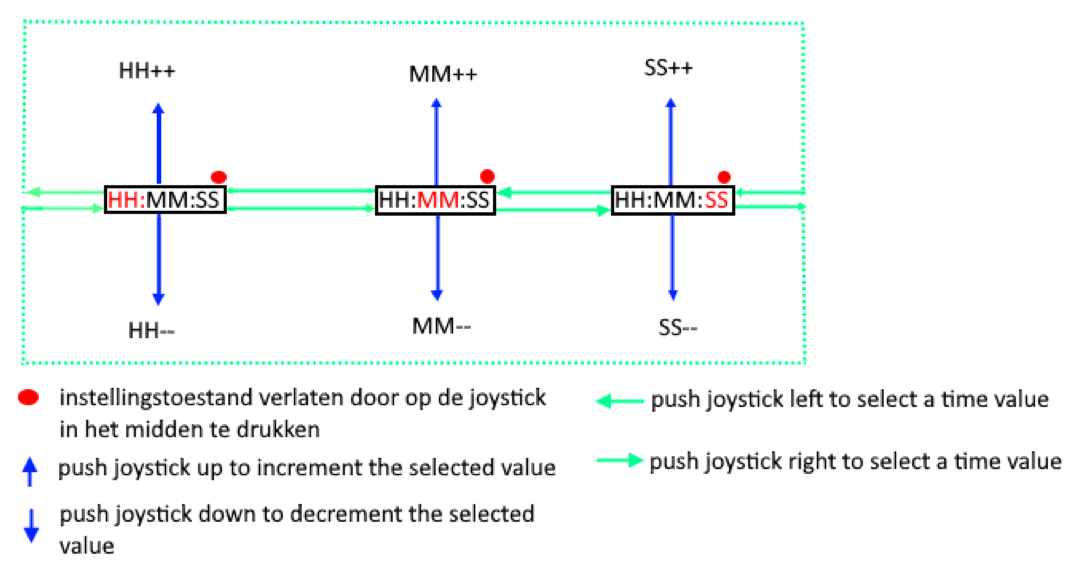 HH++ MM++ SS++
HH:MM:SS HH:MM:SS HH:MM:SS
HH-- MM-- SS--
instellingstoestand verlaten door op de joystick
in het midden te drukken
push joystick up to increment the selected value
push joystick down to decrement the selected
value
push joystick left to select a time value
push joystick right to select a time value